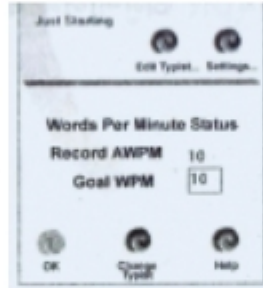 Just Starting
Edit Typist... Settings...
Words Per Minute Status
Record AWPM 10
Goal WPM 10
OK Change Typist Help